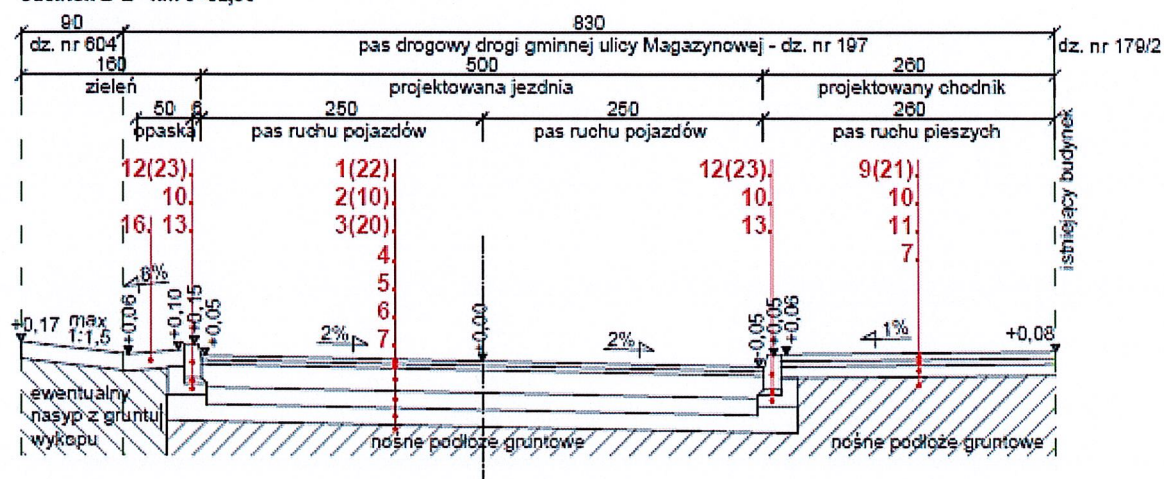 90 830
dz. nr 604 pas drogowy drogi gminnej ulicy Magazynowej - dz. nr 197 dz. nr 179/2
160 500 260
zieleń projektowana jezdnia projektowany chodnik
50 6 250 250 260
opaska pas ruchu pojazdów pas ruchu pojazdów pas ruchu pieszych
istniejący budynek
12(23). 1(22). 12(23). 9(21).
10. 2(10). 10. 10.
16. 13. 3(20). 13. 11.
4. 7.
5.
6.
7.
6% 2% 2% 1%
+0,17 max 1:1,5 +0,06 +0,10 +0,15 +0,05 +0,00 -0,05 +0,05 +0,06 +0,08
ewentualny
nasyp z gruntu
wykopu
nośne podłoże gruntowe nośne podłoże gruntowe